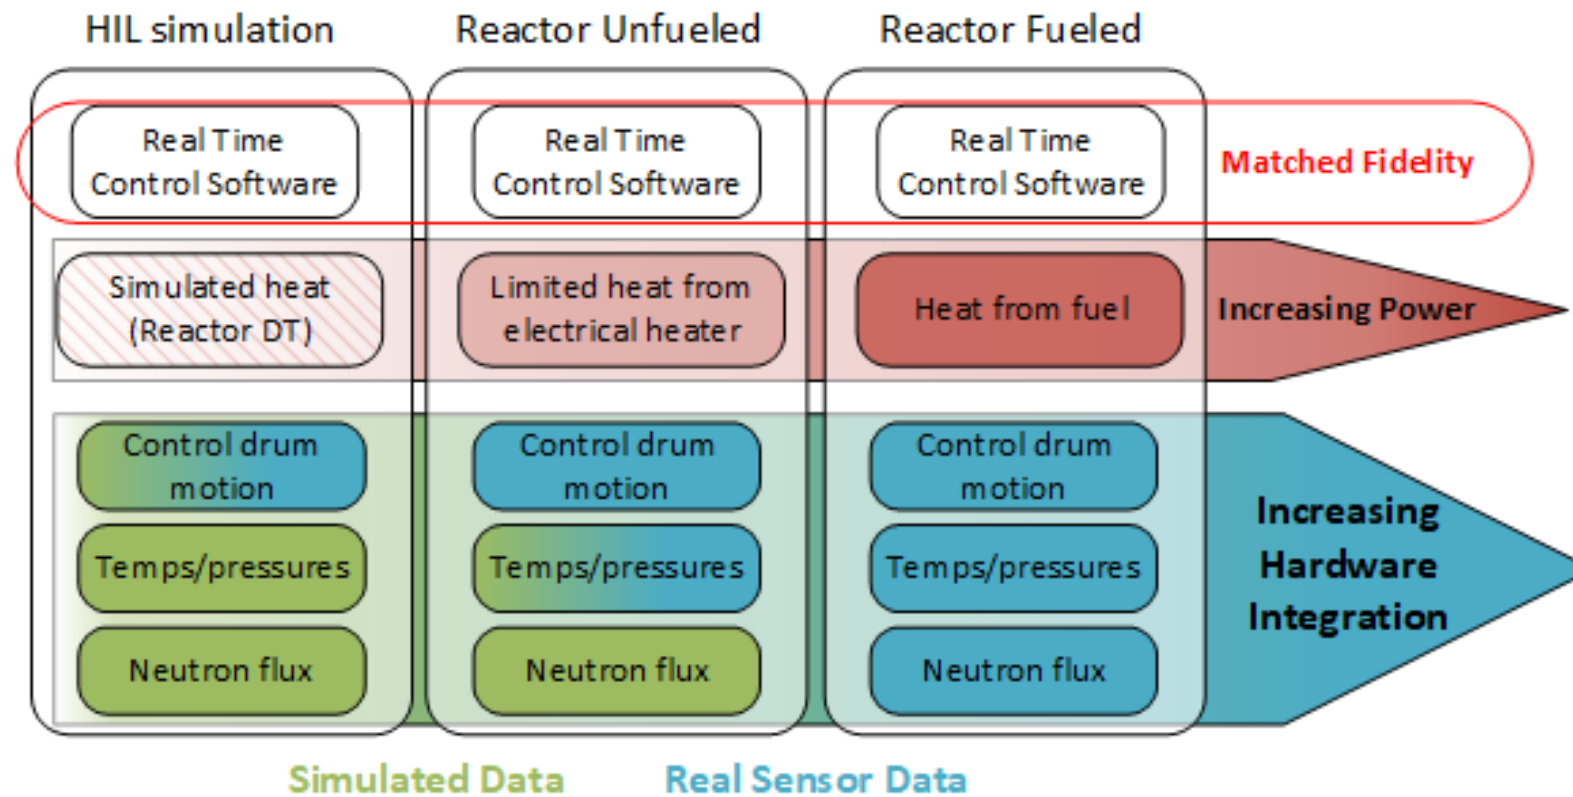 HIL simulation
Reactor Unfueled
Reactor Fueled
Real Time
Control Software
Real Time
Control Software
Real Time
Control Software
Matched Fidelity
Simulated heat
(Reactor DT)
Limited heat from
electrical heater
Heat from fuel
Increasing Power
Control drum
motion
Control drum
motion
Control drum
motion
Temps/pressures
Temps/pressures
Temps/pressures
Neutron flux
Neutron flux
Neutron flux
Increasing
Hardware
Integration
Simulated Data
Real Sensor Data